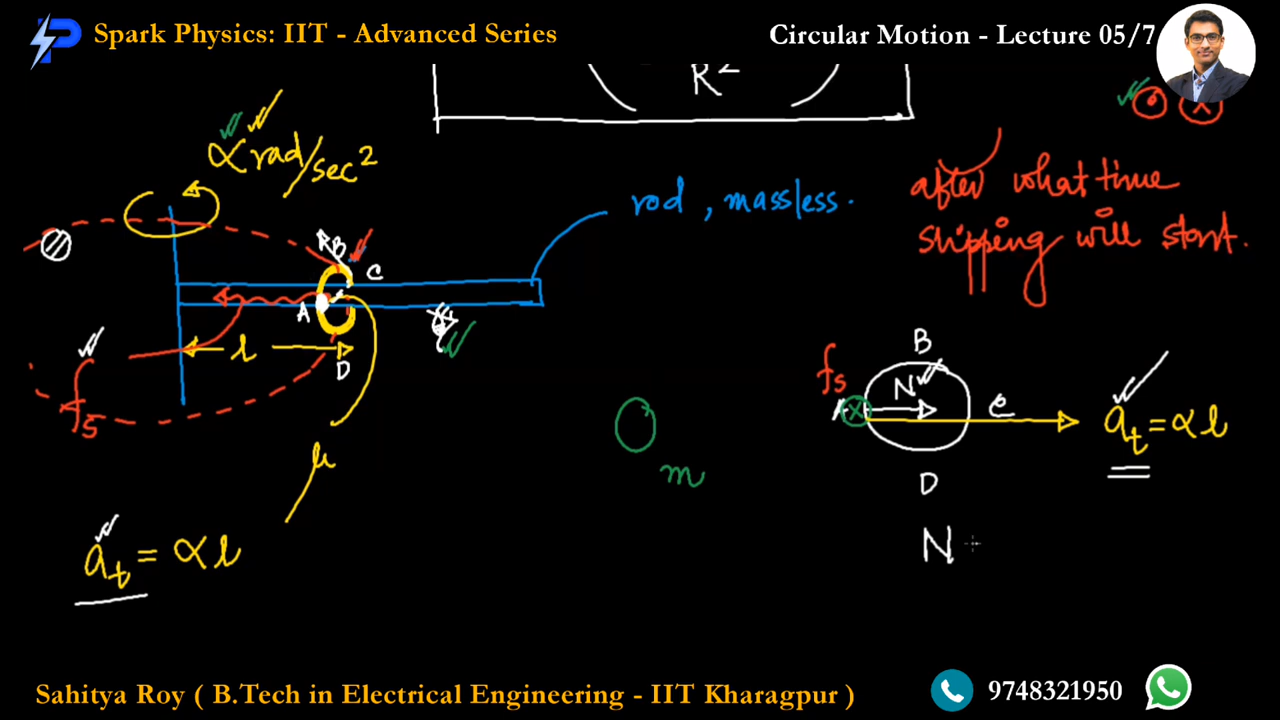 Spark Physics: IIT - Advanced Series
Circular Motion - Lecture 05/7
R²
α rad/sec²
rod, massless.
after what time
slipping will start.
B
C
A
l
D
fs
μ
m
B
fs
N
A
C
at = αl
D
N
at = αl
Sahitya Roy ( B.Tech in Electrical Engineering - IIT Kharagpur )
9748321950